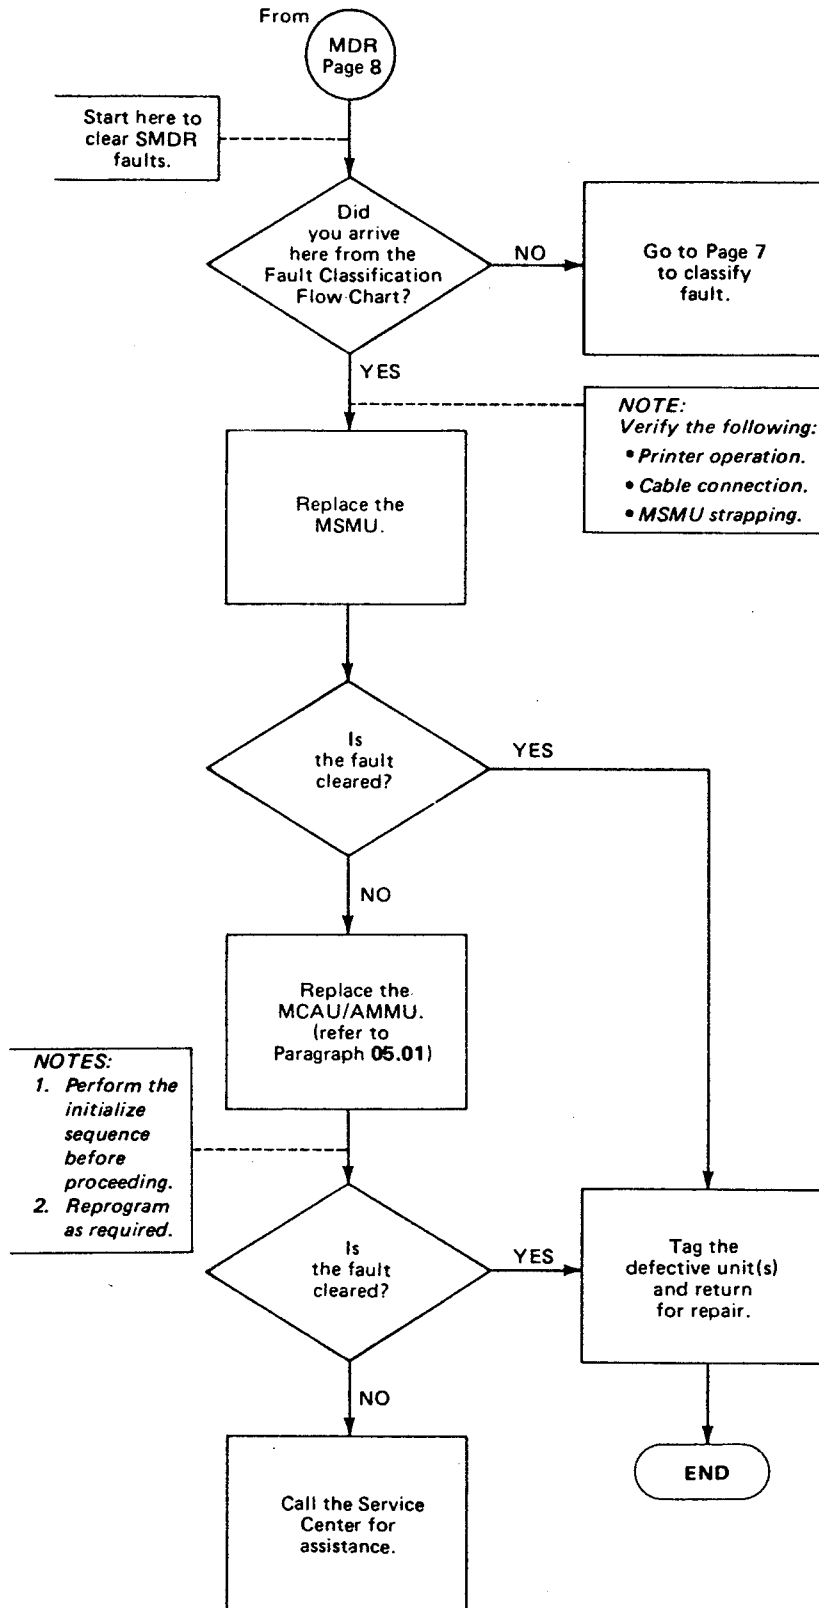 From
MDR
Page 8
Start here to
clear SMDR
faults.
Did
you arrive
here from the
Fault Classification
Flow Chart?
NO
Go to Page 7
to classify
fault.
YES
NOTE:
Verify the following:
• Printer operation.
• Cable connection.
• MSMU strapping.
Replace the
MSMU.
Is
the fault
cleared?
YES
NO
Replace the
MCAU/AMMU.
(refer to
Paragraph 05.01)
NOTES:
1. Perform the
initialize
sequence
before
proceeding.
2. Reprogram
as required.
Is
the fault
cleared?
YES
Tag the
defective unit(s)
and return
for repair.
NO
END
Call the Service
Center for
assistance.